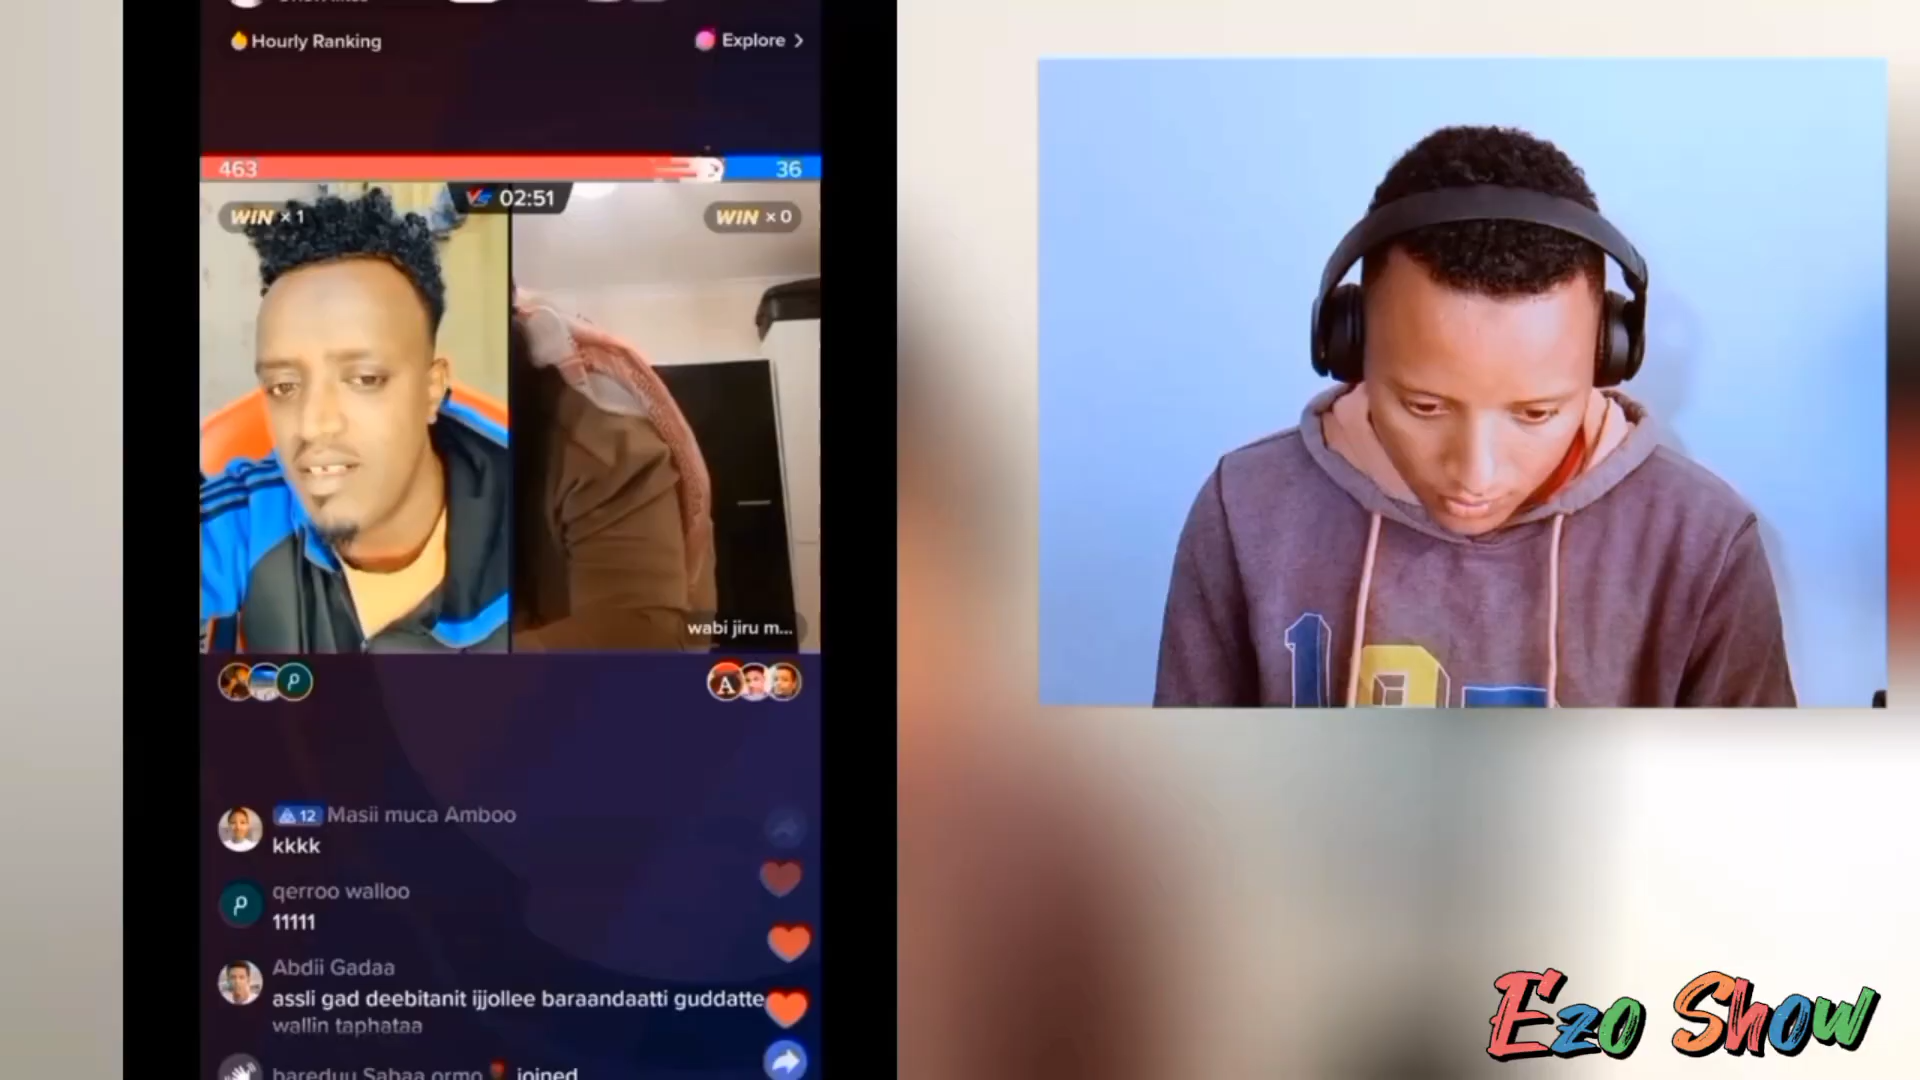 Hourly Ranking
Explore >
463
36
VS 02:51
WIN × 1
WIN × 0
wabi jiru m...
12 Masii muca Amboo
kkkk
qerroo walloo
11111
Abdii Gadaa
assli gad deebitanit ijjollee baraandaatti guddatte
wallin taphataa
bareduu Sabaa ormo joined
Ezo Show